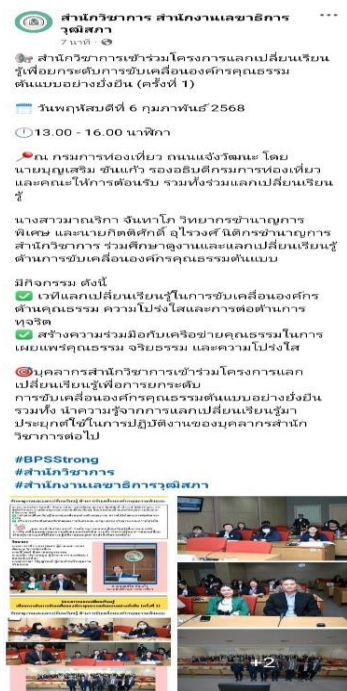 สำนักวิชาการ สำนักงานเลขาธิการ
วุฒิสภา
7 นาที
สำนักวิชาการเข้าร่วมโครงการแลกเปลี่ยนเรียน
รู้เพื่อยกระดับการขับเคลื่อนองค์กรคุณธรรม
ต้นแบบอย่างยั่งยืน (ครั้งที่ 1)
วันพฤหัสบดีที่ 6 กุมภาพันธ์ 2568
13.00 - 16.00 นาฬิกา
ณ กรมการท่องเที่ยว ถนนแจ้งวัฒนะ โดย
นายบุญเสริม ขันแก้ว รองอธิบดีกรมการท่องเที่ยว
และคณะให้การต้อนรับ รวมทั้งร่วมแลกเปลี่ยนเรียน
รู้
นางสาวมาณริกา จันทาโภ วิทยากรชำนาญการ
พิเศษ และนายกิตติศักดิ์ อุไรวงศ์ นิติกรชำนาญการ
สำนักวิชาการ ร่วมศึกษาดูงานและแลกเปลี่ยนเรียนรู้
ด้านการขับเคลื่อนองค์กรคุณธรรมต้นแบบ
มีกิจกรรม ดังนี้
✅ เวทีแลกเปลี่ยนเรียนรู้ในการขับเคลื่อนองค์กร
ด้านคุณธรรม ความโปร่งใสและการต่อต้านการ
ทุจริต
✅ สร้างความร่วมมือกับเครือข่ายคุณธรรมในการ
เผยแพร่คุณธรรม จริยธรรม และความโปร่งใส
🎯บุคลากรสำนักวิชาการเข้าร่วมโครงการแลก
เปลี่ยนเรียนรู้เพื่อการยกระดับ
การขับเคลื่อนองค์กรคุณธรรมต้นแบบอย่างยั่งยืน
รวมทั้ง นำความรู้จากการแลกเปลี่ยนเรียนรู้มา
ประยุกต์ใช้ในการปฏิบัติงานของบุคลากรสำนัก
วิชาการต่อไป
#BPSStrong
#สำนักวิชาการ
#สำนักงานเลขาธิการวุฒิสภา
+2